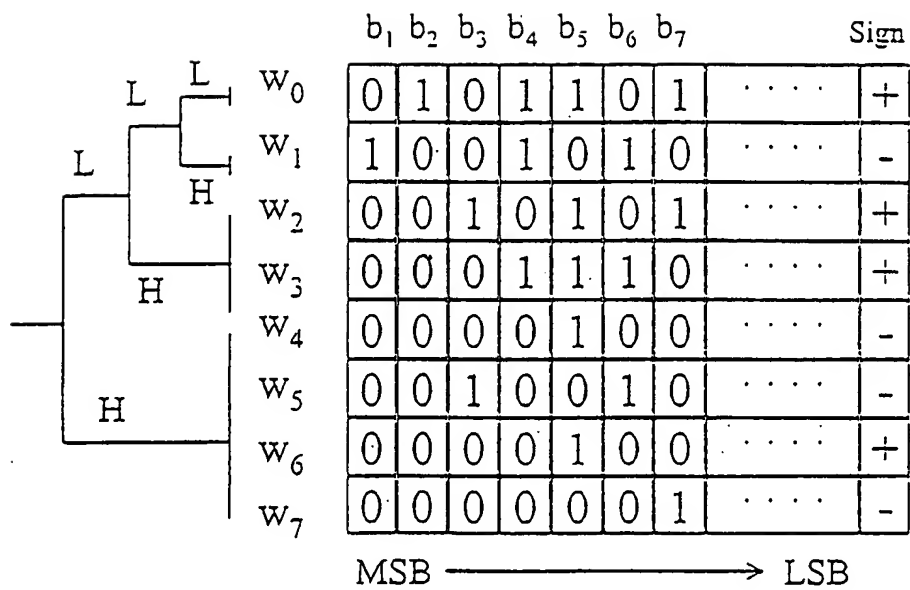 b₁ b₂ b₃ b₄ b₅ b₆ b₇ Sign
L L W₀ 0 1 0 1 1 0 1 ···· +
L H W₁ 1 0 0 1 0 1 0 ···· -
W₂ 0 0 1 0 1 0 1 ···· +
H W₃ 0 0 0 1 1 1 0 ···· +
W₄ 0 0 0 0 1 0 0 ···· -
H W₅ 0 0 1 0 0 1 0 ···· -
W₆ 0 0 0 0 1 0 0 ···· +
W₇ 0 0 0 0 0 0 1 ···· -
MSB → LSB